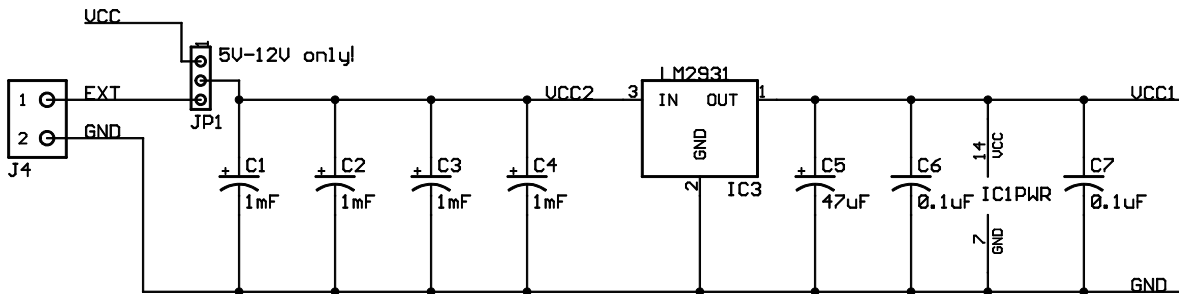 VCC
1
5V-12V only!
LM2931
1
EXT
VCC2
3
IN
OUT
1
VCC1
JP1
2
GND
GND
14
VCC
J4
C1
C2
C3
C4
2
IC3
C5
C6
C7
1mF
1mF
1mF
1mF
47uF
0.1uF
IC1PWR
0.1uF
7
GND
GND